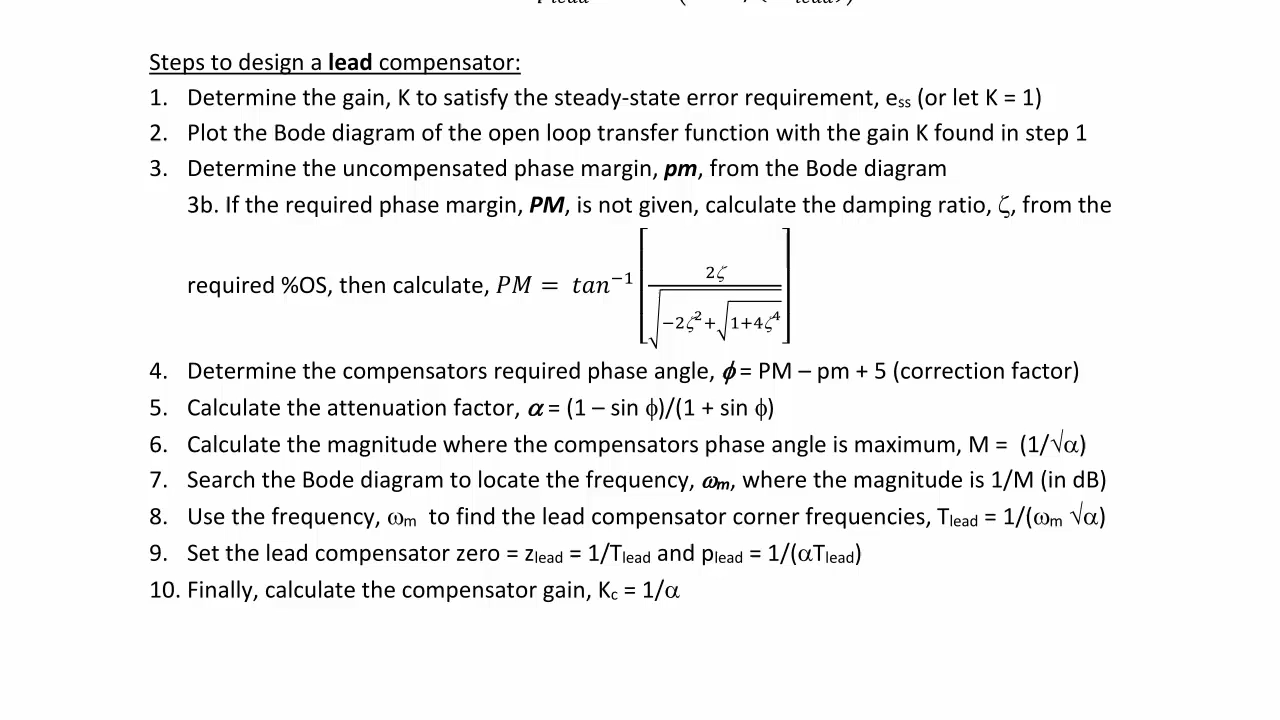 lead
lead
Steps to design a lead compensator:
1. Determine the gain, K to satisfy the steady-state error requirement, ess (or let K = 1)
2. Plot the Bode diagram of the open loop transfer function with the gain K found in step 1
3. Determine the uncompensated phase margin, pm, from the Bode diagram
3b. If the required phase margin, PM, is not given, calculate the damping ratio, ζ, from the
required %OS, then calculate, PM = tan⁻¹ [2ζ / √(−2ζ²+√(1+4ζ⁴))]
4. Determine the compensators required phase angle, ϕ = PM – pm + 5 (correction factor)
5. Calculate the attenuation factor, α = (1 – sin ϕ)/(1 + sin ϕ)
6. Calculate the magnitude where the compensators phase angle is maximum, M = (1/√α)
7. Search the Bode diagram to locate the frequency, ωm, where the magnitude is 1/M (in dB)
8. Use the frequency, ωm to find the lead compensator corner frequencies, Tlead = 1/(ωm √α)
9. Set the lead compensator zero = zlead = 1/Tlead and plead = 1/(αTlead)
10. Finally, calculate the compensator gain, Kc = 1/α